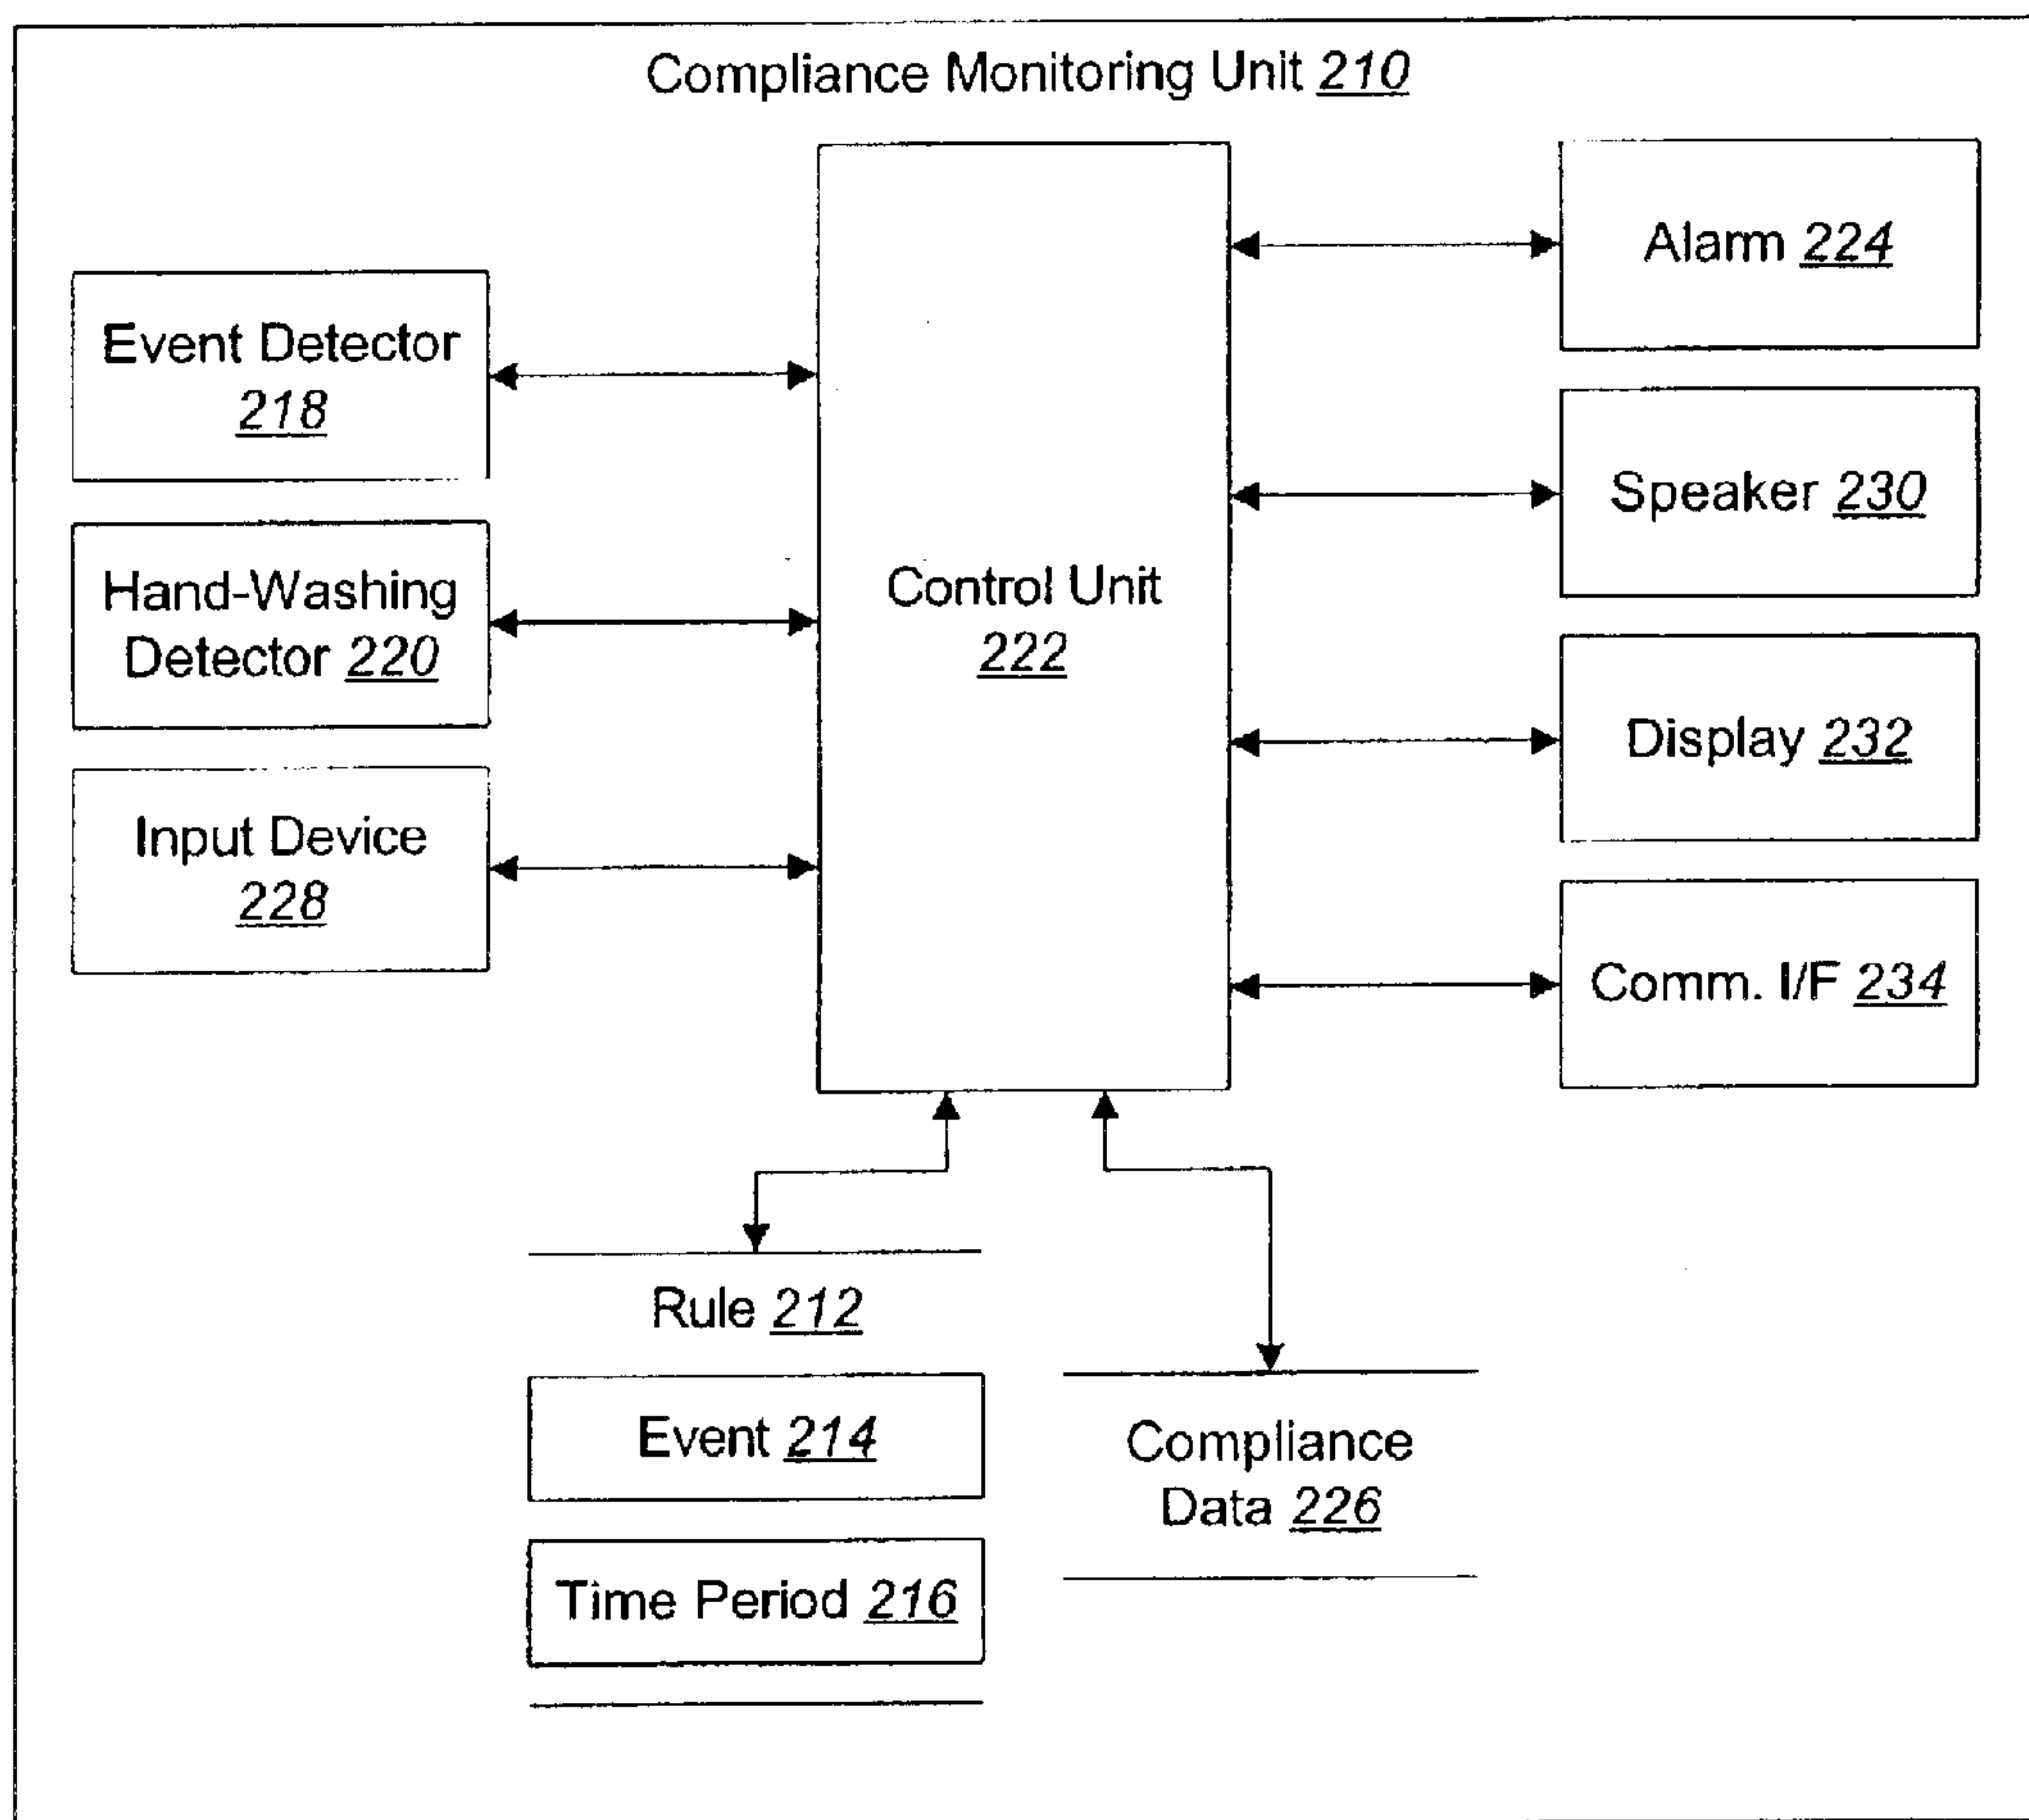 Compliance Monitoring Unit 210
Event Detector
218
Hand-Washing
Detector 220
Input Device
228
Control Unit
222
Alarm 224
Speaker 230
Display 232
Comm. I/F 234
Rule 212
Event 214
Time Period 216
Compliance
Data 226